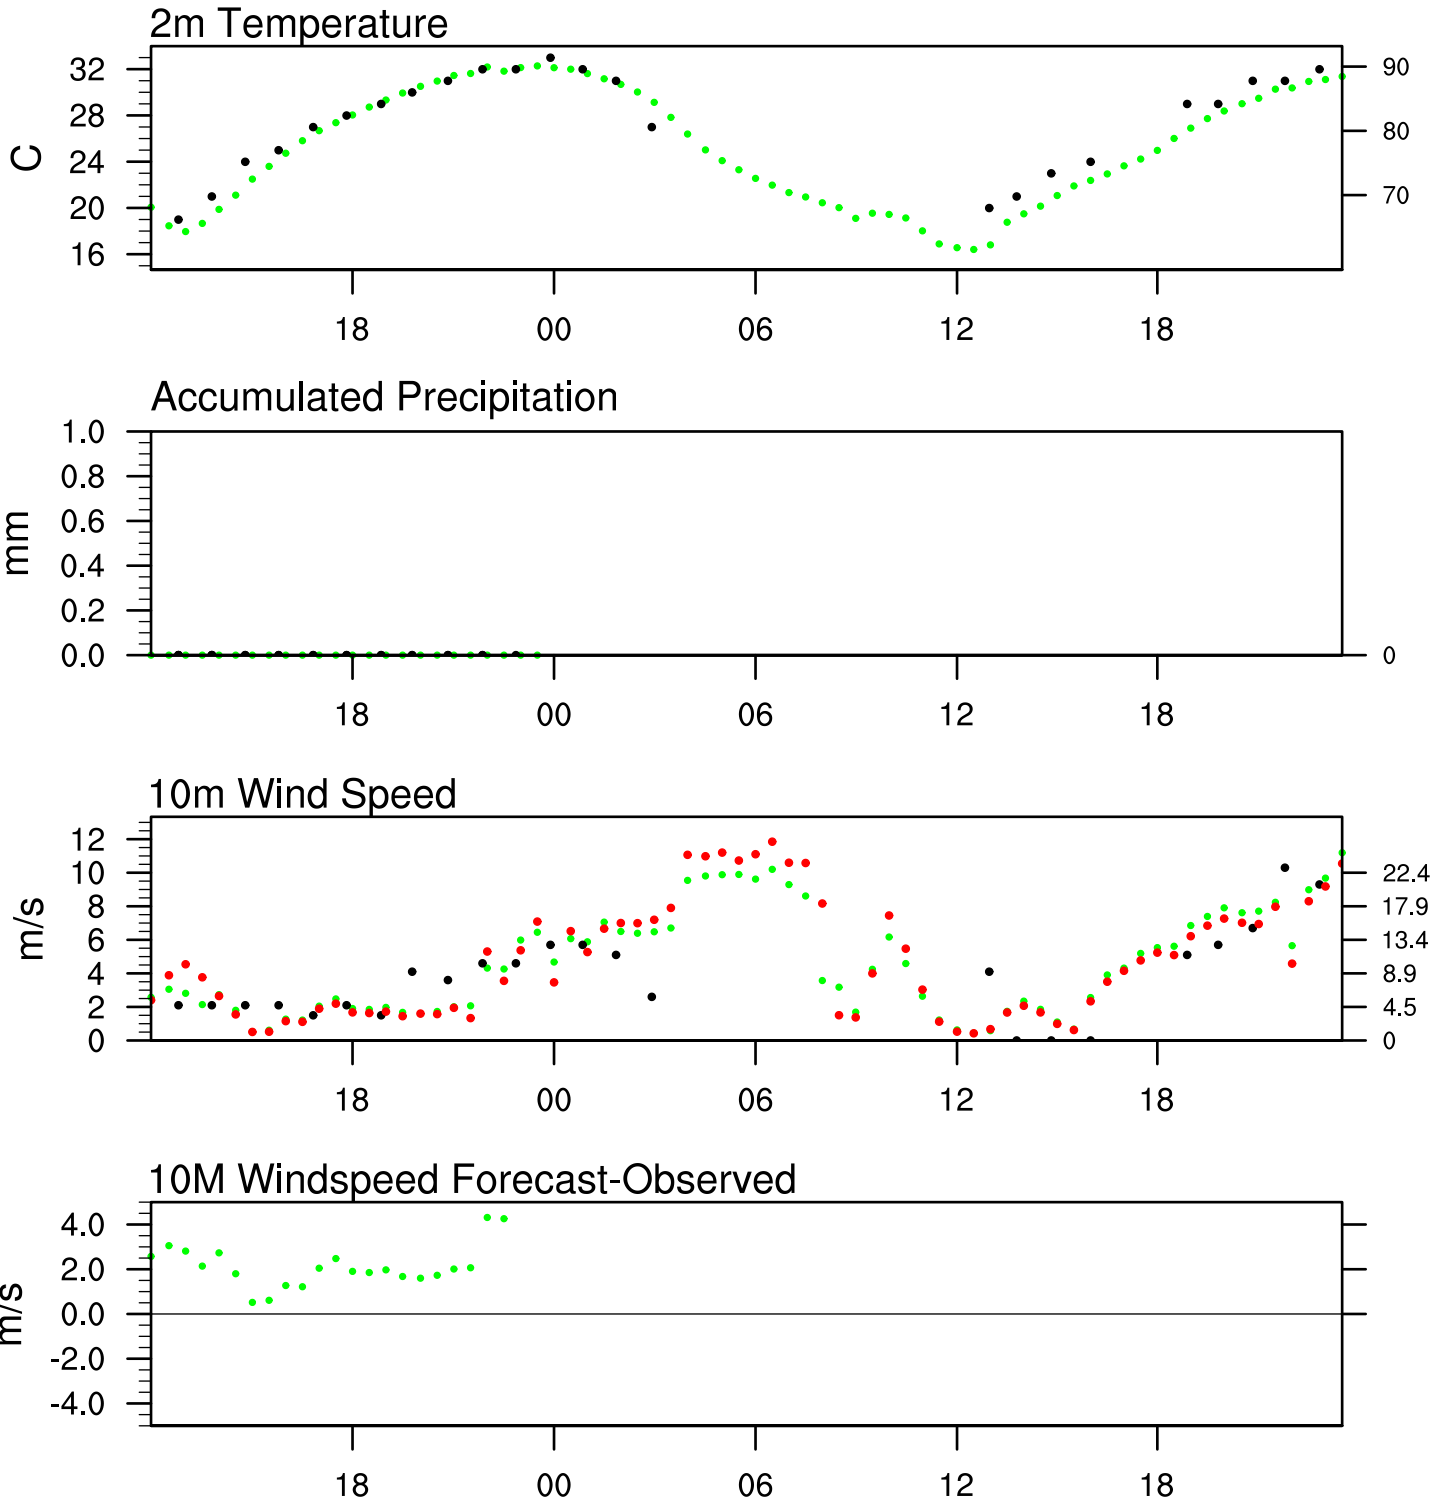 2m Temperature
32 90
28 80
C 24
20 70
16
18 00 06 12 18
Accumulated Precipitation
1.0
0.8
mm 0.6
0.4
0.2
0.0 0
18 00 06 12 18
10m Wind Speed
12
10 22.4
8 17.9
m/s 6 13.4
4 8.9
2 4.5
0 0
18 00 06 12 18
10M Windspeed Forecast-Observed
4.0
2.0
m/s 0.0
-2.0
-4.0
18 00 06 12 18